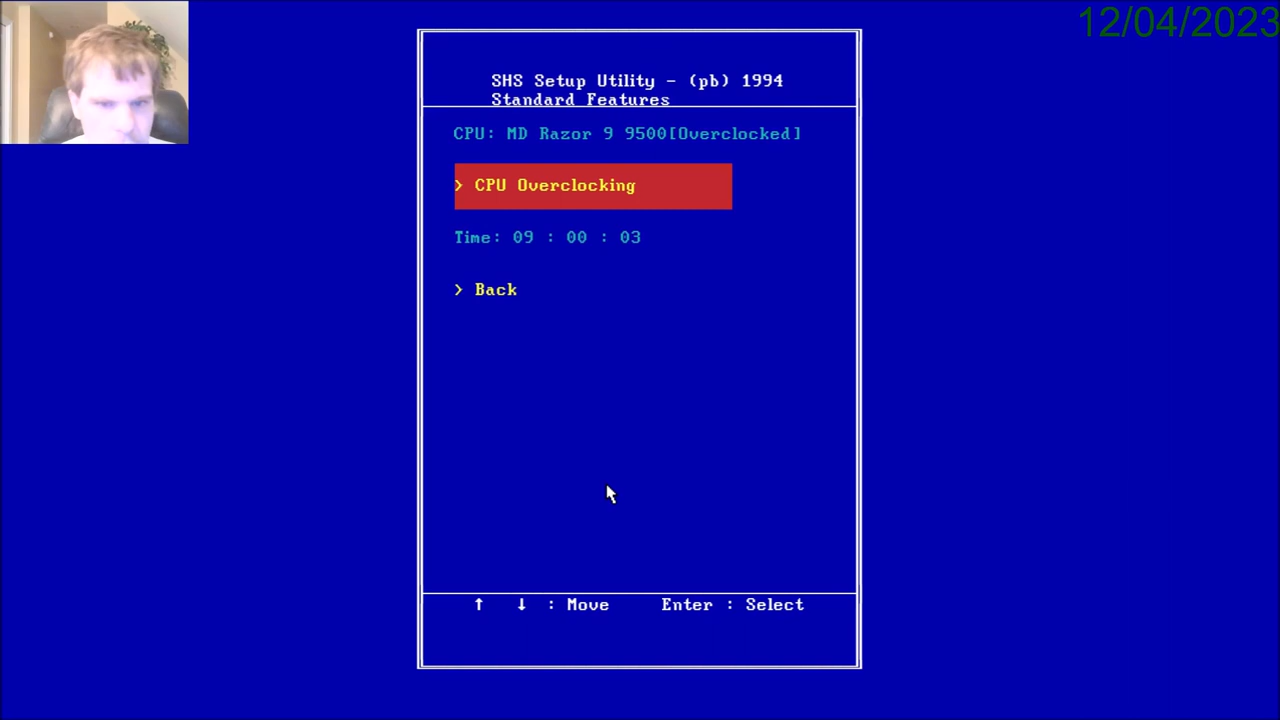 12/04/2023
SHS Setup Utility - (pb) 1994
Standard Features
CPU: MD Razor 9 9500[Overclocked]
> CPU Overclocking
Time: 09 : 00 : 03
> Back
↑ ↓ : Move Enter : Select